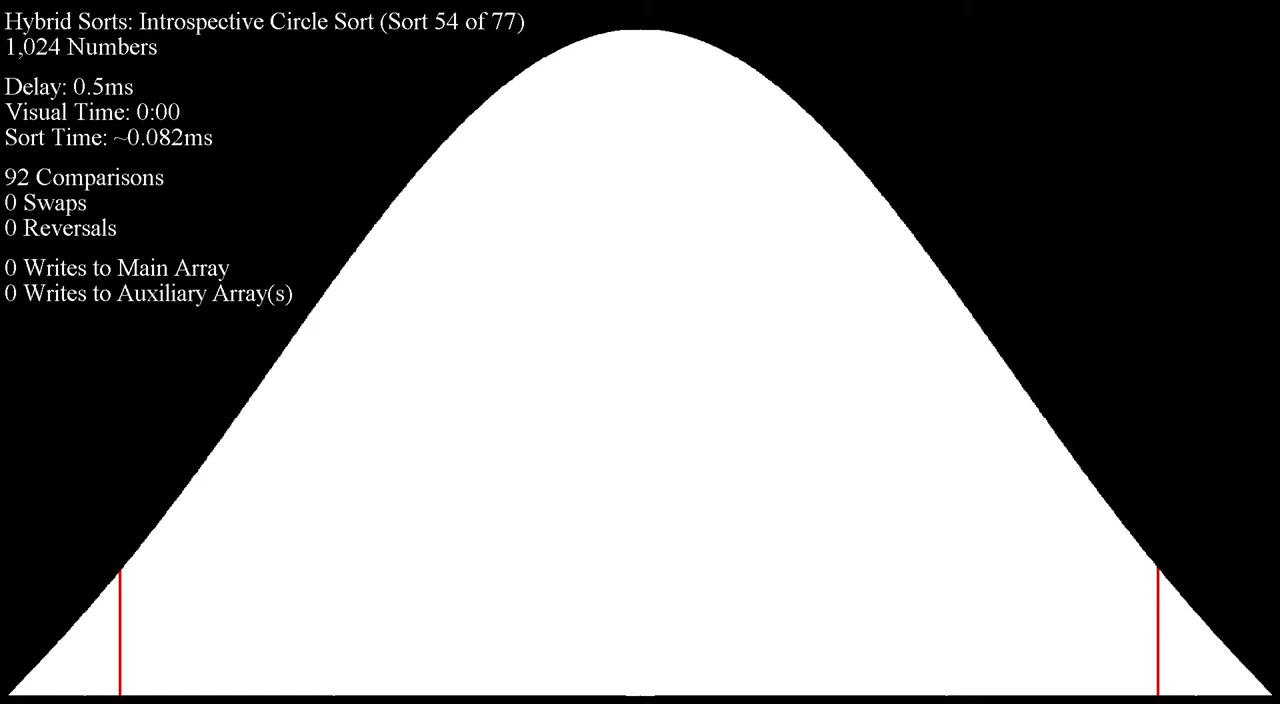 Hybrid Sorts: Introspective Circle Sort (Sort 54 of 77)
1,024 Numbers
Delay: 0.5ms
Visual Time: 0:00
Sort Time: ~0.082ms
92 Comparisons
0 Swaps
0 Reversals
0 Writes to Main Array
0 Writes to Auxiliary Array(s)